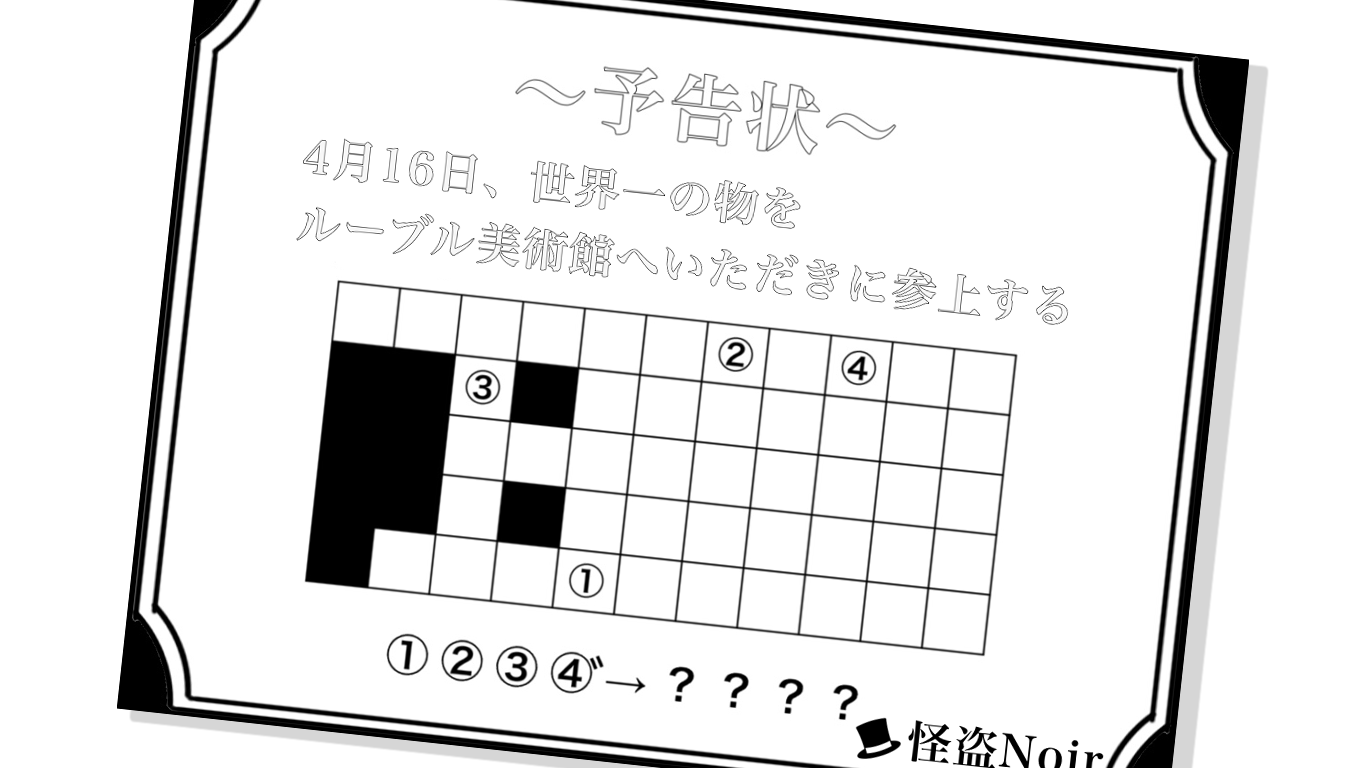 ～予告状～
4月16日、世界一の物を
ルーブル美術館へいただきに参上する
② ④
③
①
①②③④゛→？？？？
怪盗Noir